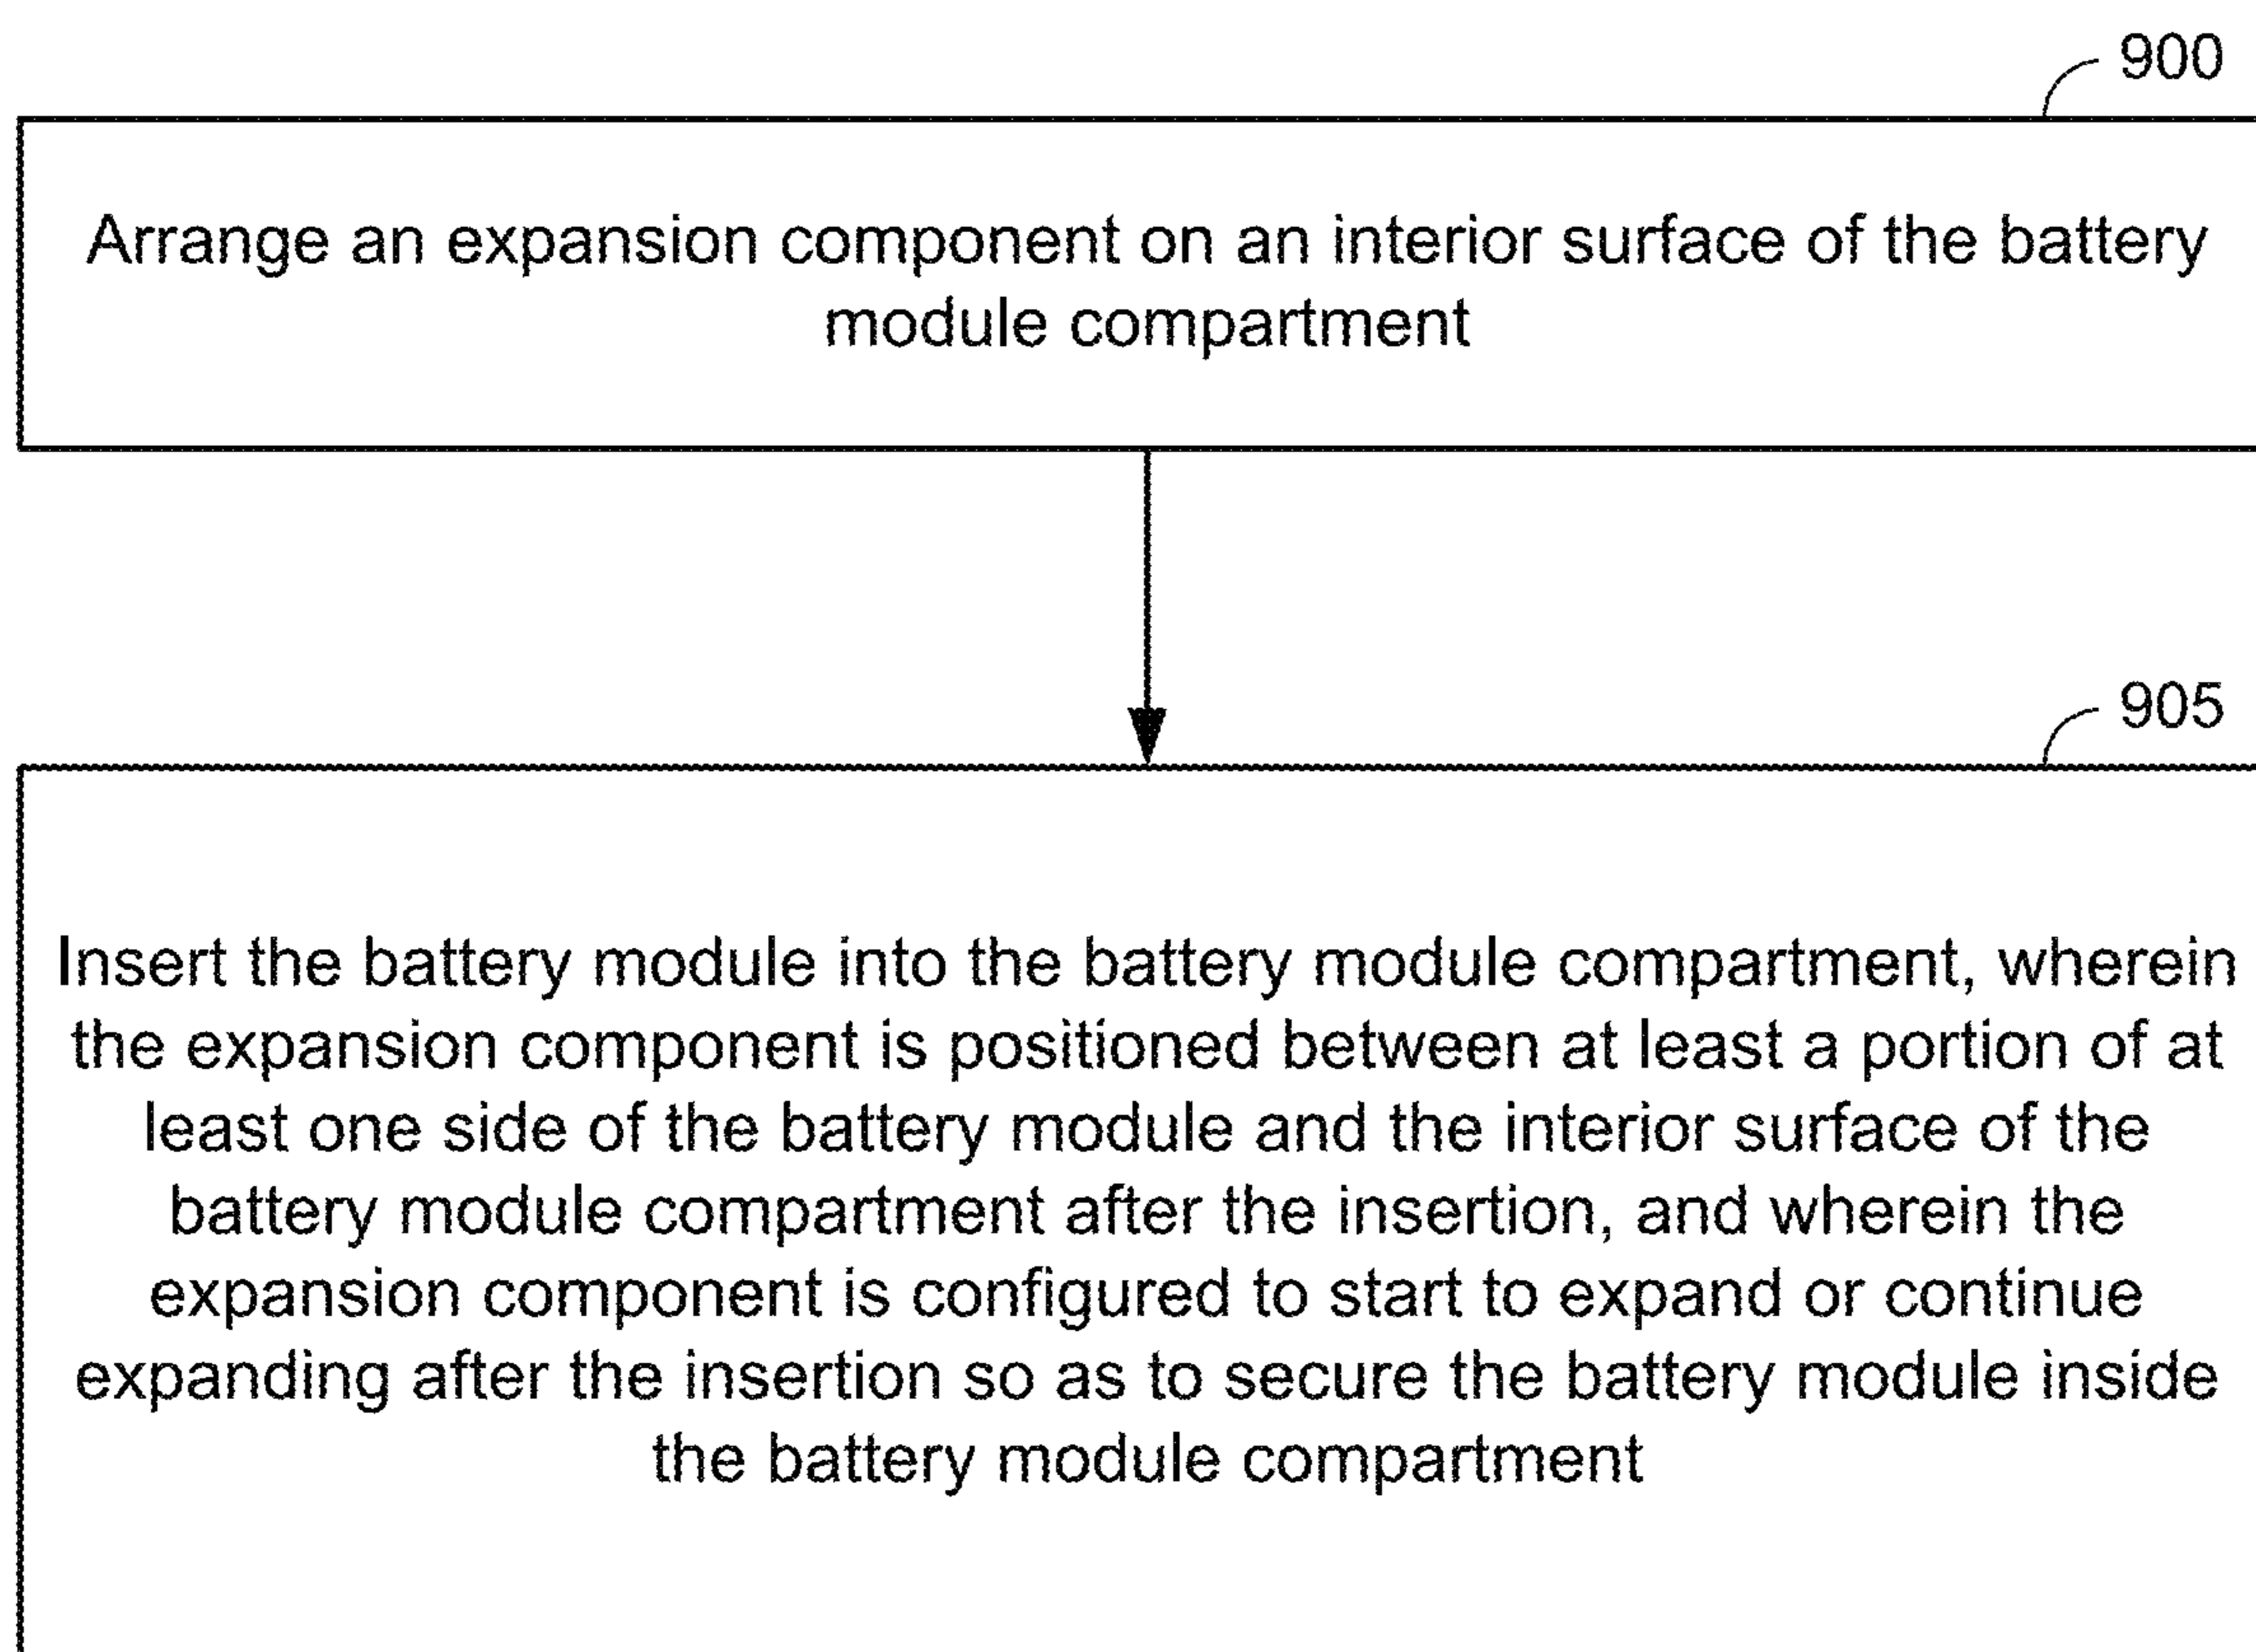 900
Arrange an expansion component on an interior surface of the battery
module compartment
905
Insert the battery module into the battery module compartment, wherein
the expansion component is positioned between at least a portion of at
least one side of the battery module and the interior surface of the
battery module compartment after the insertion, and wherein the
expansion component is configured to start to expand or continue
expanding after the insertion so as to secure the battery module inside
the battery module compartment